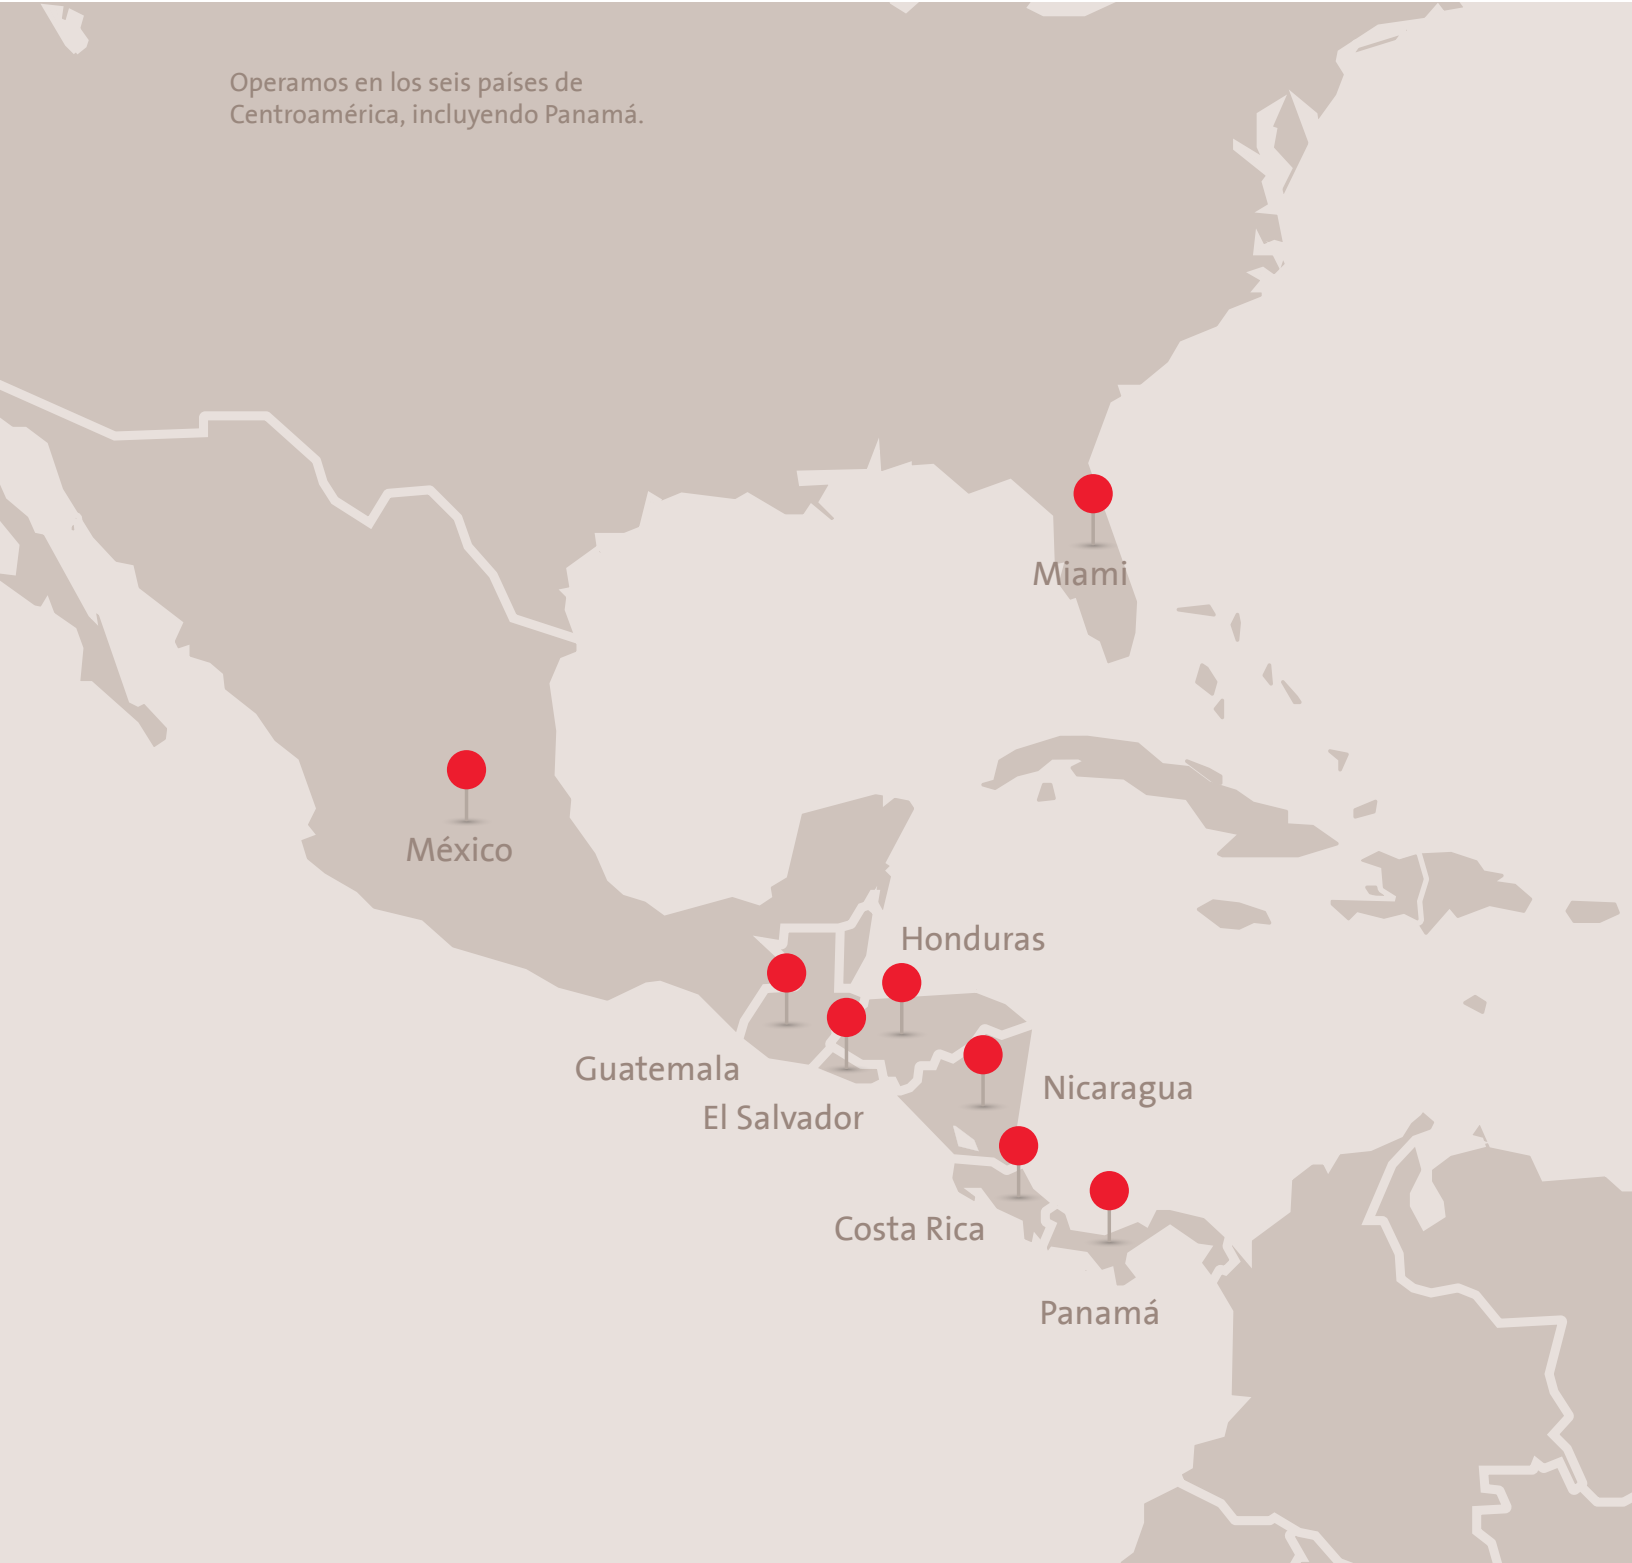 Operamos en los seis países de
Centroamérica, incluyendo Panamá.
Miami
México
Honduras
Guatemala
Nicaragua
El Salvador
Costa Rica
Panamá